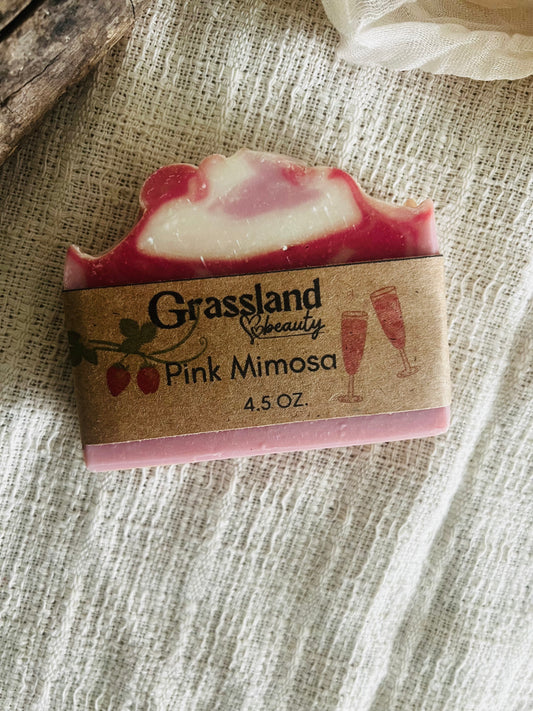 Grassland
beauty
Pink Mimosa
4.5 OZ.